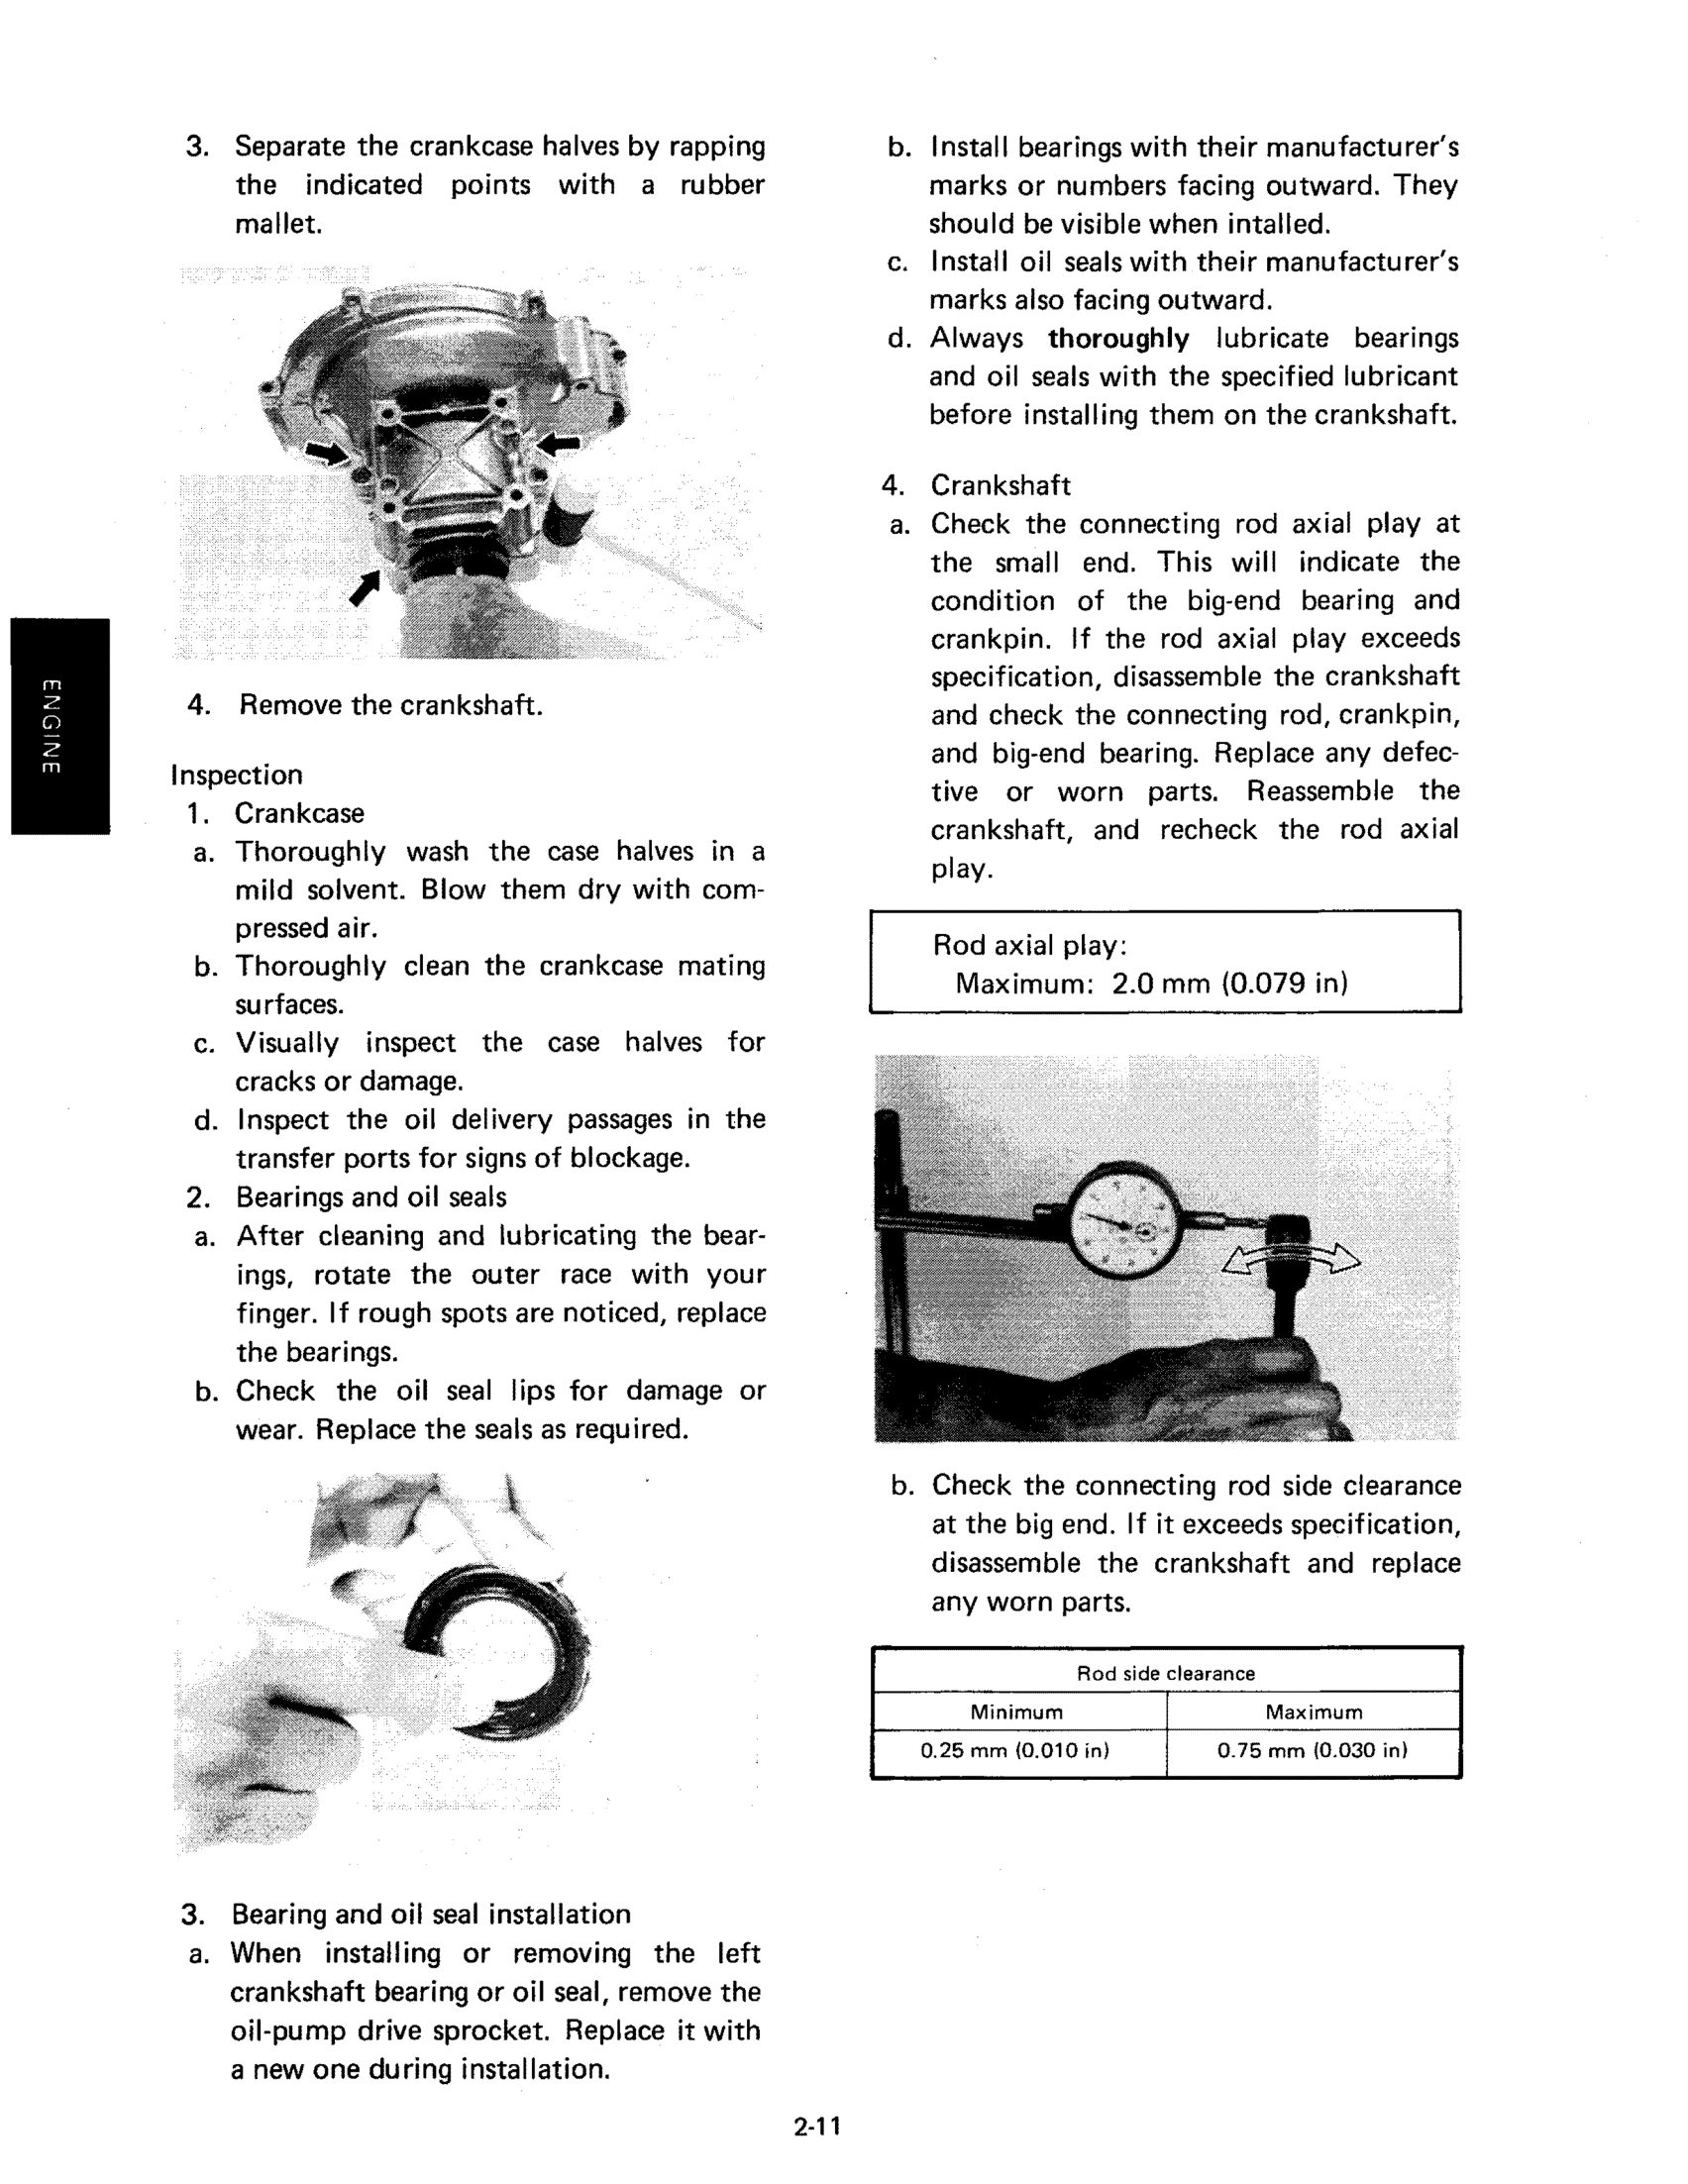 3. Separate the crankcase halves by rapping
the indicated points with a rubber
mallet.
ENGINE
4. Remove the crankshaft.
Inspection
1. Crankcase
a. Thoroughly wash the case halves in a
mild solvent. Blow them dry with com-
pressed air.
b. Thoroughly clean the crankcase mating
surfaces.
c. Visually inspect the case halves for
cracks or damage.
d. Inspect the oil delivery passages in the
transfer ports for signs of blockage.
2. Bearings and oil seals
a. After cleaning and lubricating the bear-
ings, rotate the outer race with your
finger. If rough spots are noticed, replace
the bearings.
b. Check the oil seal lips for damage or
wear. Replace the seals as required.
3. Bearing and oil seal installation
a. When installing or removing the left
crankshaft bearing or oil seal, remove the
oil-pump drive sprocket. Replace it with
a new one during installation.
b. Install bearings with their manufacturer's
marks or numbers facing outward. They
should be visible when intalled.
c. Install oil seals with their manufacturer's
marks also facing outward.
d. Always thoroughly lubricate bearings
and oil seals with the specified lubricant
before installing them on the crankshaft.
4. Crankshaft
a. Check the connecting rod axial play at
the small end. This will indicate the
condition of the big-end bearing and
crankpin. If the rod axial play exceeds
specification, disassemble the crankshaft
and check the connecting rod, crankpin,
and big-end bearing. Replace any defec-
tive or worn parts. Reassemble the
crankshaft, and recheck the rod axial
play.
Rod axial play:
Maximum: 2.0 mm (0.079 in)
b. Check the connecting rod side clearance
at the big end. If it exceeds specification,
disassemble the crankshaft and replace
any worn parts.
Rod side clearance
Minimum Maximum
0.25 mm (0.010 in) 0.75 mm (0.030 in)
2-11